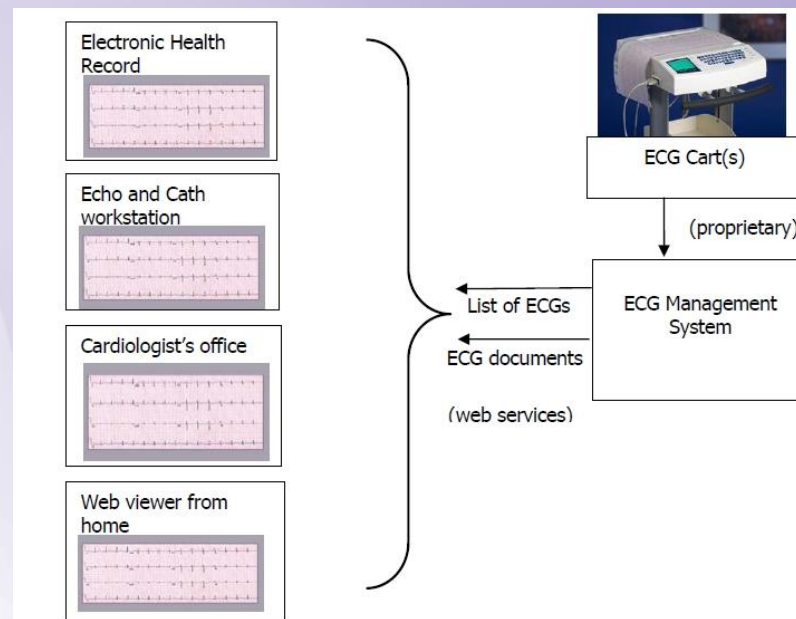 Electronic Health
Record
Echo and Cath
workstation
Cardiologist’s office
Web viewer from
home
ECG Cart(s)
(proprietary)
List of ECGs
ECG documents
(web services)
ECG Management
System